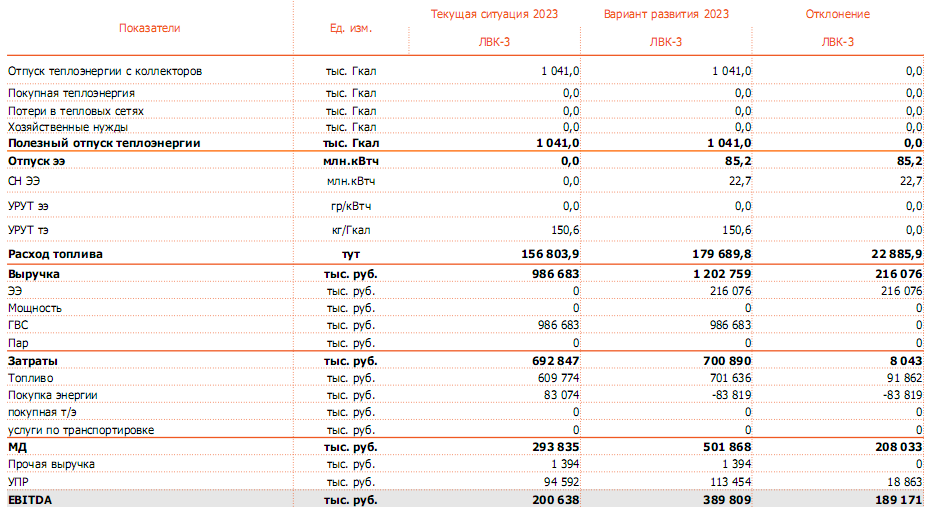 Показатели Ед. изм. Текущая ситуация 2023 Вариант развития 2023 Отклонение
ЛВК-3 ЛВК-3 ЛВК-3
Отпуск теплоэнергии с коллекторов тыс. Гкал 1 041,0 1 041,0 0,0
Покупная теплоэнергия тыс. Гкал 0,0 0,0 0,0
Потери в тепловых сетях тыс. Гкал 0,0 0,0 0,0
Хозяйственные нужды тыс. Гкал 0,0 0,0 0,0
Полезный отпуск теплоэнергии тыс. Гкал 1 041,0 1 041,0 0,0
Отпуск ээ млн.кВтч 0,0 85,2 85,2
СН ЭЭ млн.кВтч 0,0 22,7 22,7
УРУТ ээ гр/кВтч 0,0 0,0 0,0
УРУТ тэ кг/Гкал 150,6 150,6 0,0
Расход топлива тут 156 803,9 179 689,8 22 885,9
Выручка тыс. руб. 986 683 1 202 759 216 076
ЭЭ тыс. руб. 0 216 076 216 076
Мощность тыс. руб. 0 0 0
ГВС тыс. руб. 986 683 986 683 0
Пар тыс. руб. 0 0 0
Затраты тыс. руб. 692 847 700 890 8 043
Топливо тыс. руб. 609 774 701 636 91 862
Покупка энергии тыс. руб. 83 074 -83 819 -83 819
покупная т/э тыс. руб. 0 0 0
услуги по транспортировке тыс. руб. 0 0 0
МД тыс. руб. 293 835 501 868 208 033
Прочая выручка тыс. руб. 1 394 1 394 0
УПР тыс. руб. 94 592 113 454 18 863
EBITDA тыс. руб. 200 638 389 809 189 171